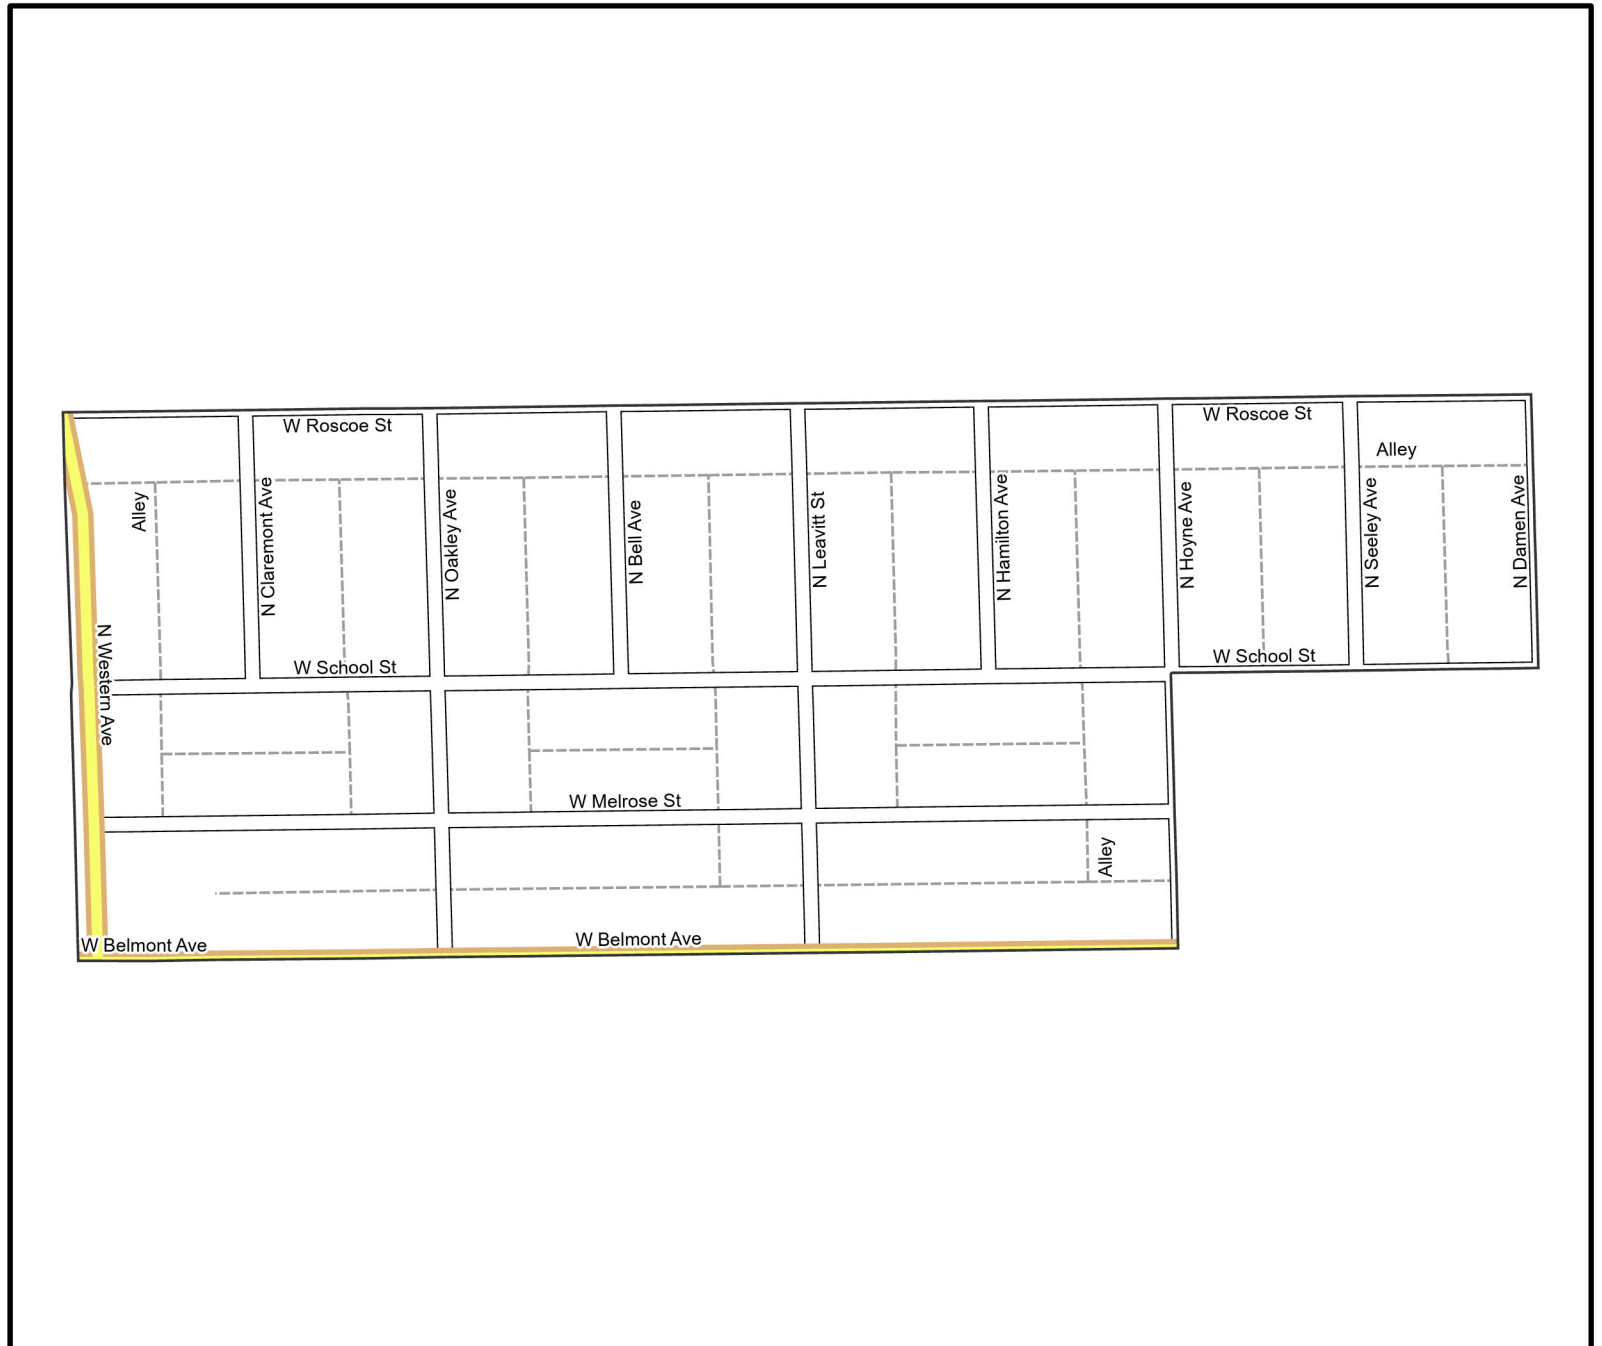 W Roscoe St
W Roscoe St
Alley
Alley
N Claremont Ave
N Oakley Ave
N Bell Ave
N Leavitt St
N Hamilton Ave
N Hoyne Ave
N Seeley Ave
N Damen Ave
N Western Ave
W School St
W School St
W Melrose St
Alley
W Belmont Ave
W Belmont Ave